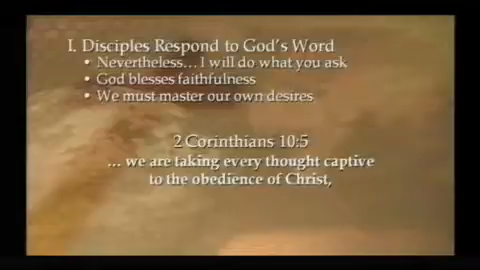 I. Disciples Respond to God's Word
• Nevertheless… I will do what you ask
• God blesses faithfulness
• We must master our own desires
2 Corinthians 10:5
… we are taking every thought captive
to the obedience of Christ,